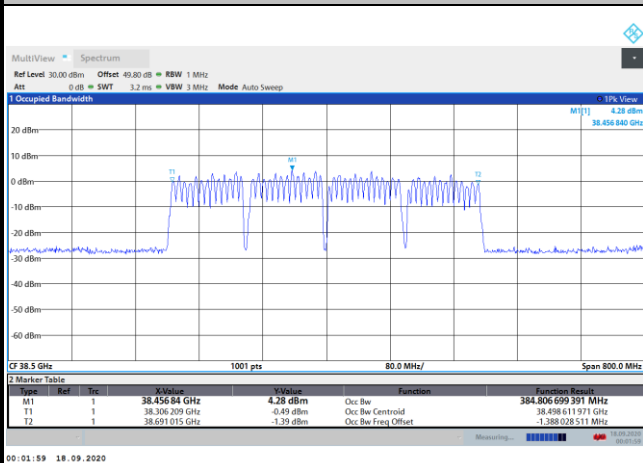 MultiView Spectrum
Ref Level 30.00 dBm Offset 49.80 dB RBW 1 MHz
Att 0 dB SWT 3.2 ms VBW 3 MHz Mode Auto Sweep
1 Occupied Bandwidth 1Pk View
M1[1] 4.28 dBm
38.456 840 GHz
20 dBm
10 dBm
M1
T1
T2
0 dBm
-10 dBm
-20 dBm
-30 dBm
-40 dBm
-50 dBm
-60 dBm
CF 38.5 GHz 1001 pts 80.0 MHz/ Span 800.0 MHz
2 Marker Table
Type Ref Trc X-Value Y-Value Function Function Result
M1 1 38.456 84 GHz 4.28 dBm Occ Bw 384.806 699 391 MHz
T1 1 38.306 209 GHz -0.49 dBm Occ Bw Centroid 38.498 611 971 GHz
T2 1 38.691 015 GHz -1.39 dBm Occ Bw Freq Offset -1.388 028 511 MHz
Measuring... 18.09.2020
00:01:59
00:01:59 18.09.2020